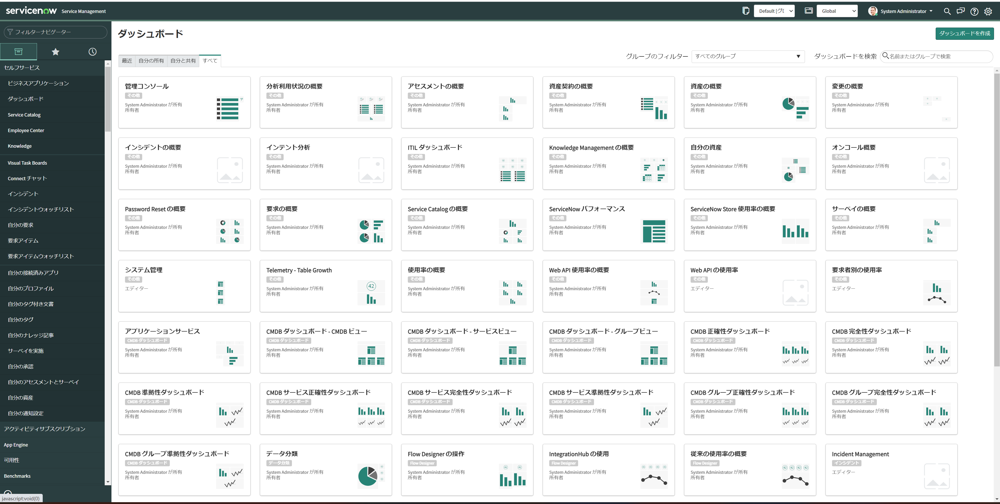 servicenow Service Management
Default [グロ
Global
System Administrator
フィルターナビゲーター
セルフサービス
ビジネスアプリケーション
ダッシュボード
Service Catalog
Employee Center
Knowledge
Visual Task Boards
Connect チャット
インシデント
インシデントウォッチリスト
自分の要求
要求アイテム
要求アイテムウォッチリスト
自分の接続済みアプリ
自分のプロファイル
自分のタグ付き文書
自分のタグ
自分のナレッジ記事
サーベイを実施
自分の承認
自分のアセスメントとサーベイ
自分の資産
自分の通知設定
アクティビティサブスクリプション
App Engine
可用性
Benchmarks
javascript:void(0)
ダッシュボード
ダッシュボードを作成
最近 自分の所有 自分と共有 すべて
グループのフィルター すべてのグループ ダッシュボードを検索 名前またはグループで検索
管理コンソール
その他
System Administrator が所有
所有者
分析利用状況の概要
その他
System Administrator が所有
所有者
アセスメントの概要
その他
System Administrator が所有
所有者
資産契約の概要
その他
System Administrator が所有
所有者
資産の概要
その他
System Administrator が所有
所有者
変更の概要
その他
System Administrator が所有
所有者
インシデントの概要
その他
System Administrator が所有
所有者
インテント分析
その他
System Administrator が所有
所有者
ITIL ダッシュボード
その他
System Administrator が所有
所有者
Knowledge Management の概要
その他
System Administrator が所有
所有者
自分の資産
その他
System Administrator が所有
所有者
オンコール概要
その他
System Administrator が所有
所有者
Password Reset の概要
その他
System Administrator が所有
所有者
要求の概要
その他
System Administrator が所有
所有者
Service Catalog の概要
その他
System Administrator が所有
所有者
ServiceNow パフォーマンス
その他
System Administrator が所有
所有者
ServiceNow Store 使用率の概要
その他
System Administrator が所有
所有者
サーベイの概要
その他
System Administrator が所有
所有者
システム管理
その他
エディター
Telemetry - Table Growth
その他
System Administrator が所有
所有者
42
使用率の概要
その他
System Administrator が所有
所有者
Web API 使用率の概要
その他
System Administrator が所有
所有者
Web API の使用率
その他
エディター
要求者別の使用率
その他
エディター
アプリケーションサービス
CMDB ダッシュボード
System Administrator が所有
所有者
CMDB ダッシュボード - CMDB ビュー
CMDB ダッシュボード
System Administrator が所有
所有者
CMDB ダッシュボード - サービスビュー
CMDB ダッシュボード
System Administrator が所有
所有者
CMDB ダッシュボード - グループビュー
CMDB ダッシュボード
System Administrator が所有
所有者
CMDB 正確性ダッシュボード
CMDB ダッシュボード
System Administrator が所有
所有者
CMDB 完全性ダッシュボード
CMDB ダッシュボード
System Administrator が所有
所有者
CMDB 準拠性ダッシュボード
CMDB ダッシュボード
System Administrator が所有
所有者
CMDB サービス正確性ダッシュボード
CMDB ダッシュボード
System Administrator が所有
所有者
CMDB サービス完全性ダッシュボード
CMDB ダッシュボード
System Administrator が所有
所有者
CMDB サービス準拠性ダッシュボード
CMDB ダッシュボード
System Administrator が所有
所有者
CMDB グループ正確性ダッシュボード
CMDB ダッシュボード
System Administrator が所有
所有者
CMDB グループ完全性ダッシュボード
CMDB ダッシュボード
System Administrator が所有
所有者
CMDB グループ準拠性ダッシュボード
CMDB ダッシュボード
System Administrator が所有
所有者
データ分類
データ分類
System Administrator が所有
所有者
Flow Designer の操作
Flow Designer
System Administrator が所有
所有者
42 42
IntegrationHub の使用
Flow Designer
System Administrator が所有
所有者
42 42 42 42
従来の使用率の概要
Flow Designer
System Administrator が所有
所有者
42 42 42 42
Incident Management
インシデント
エディター